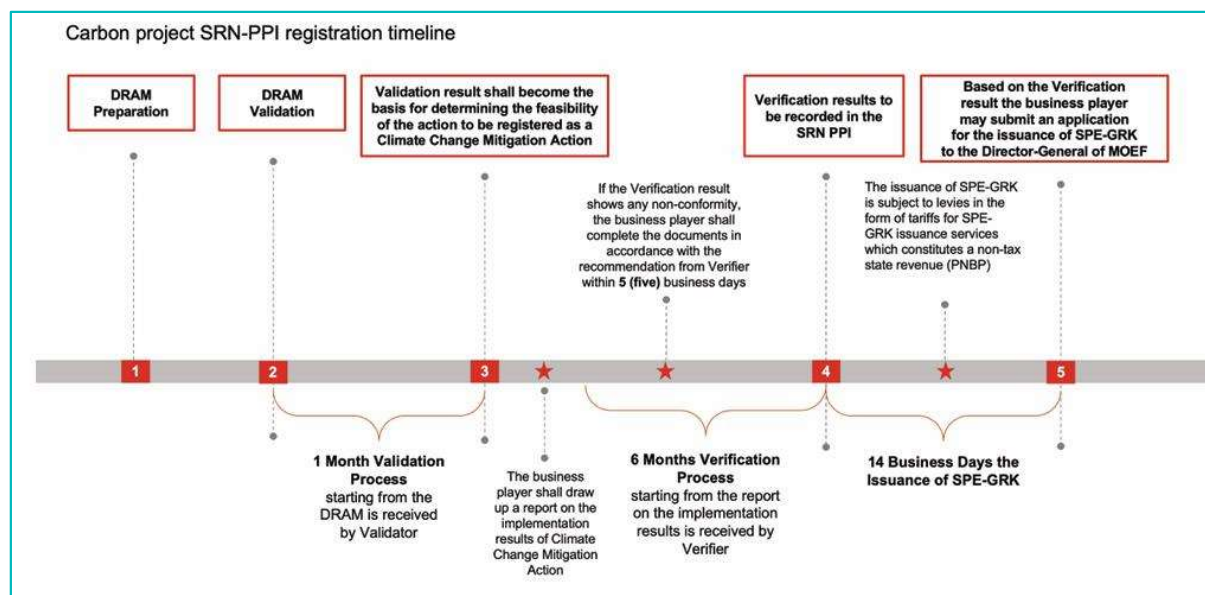 Carbon project SRN-PPI registration timeline
DRAM
Preparation
DRAM
Validation
Validation result shall become the
basis for determining the feasibility
of the action to be registered as a
Climate Change Mitigation Action
Verification results to
be recorded in the
SRN PPI
Based on the Verification
result the business player
may submit an application
for the issuance of SPE-GRK
to the Director-General of MOEF
If the Verification result
shows any non-conformity,
the business player shall
complete the documents in
accordance with the
recommendation from Verifier
within 5 (five) business days
The issuance of SPE-GRK
is subject to levies in the
form of tariffs for SPE-
GRK issuance services
which constitutes a non-tax
state revenue (PNBP)
1
2
3
4
5
1 Month Validation
Process
starting from the
DRAM is received
by Validator
The business
player shall draw
up a report on the
implementation
results of Climate
Change Mitigation
Action
6 Months Verification
Process
starting from the report
on the implementation
results is received by
Verifier
14 Business Days the
Issuance of SPE-GRK